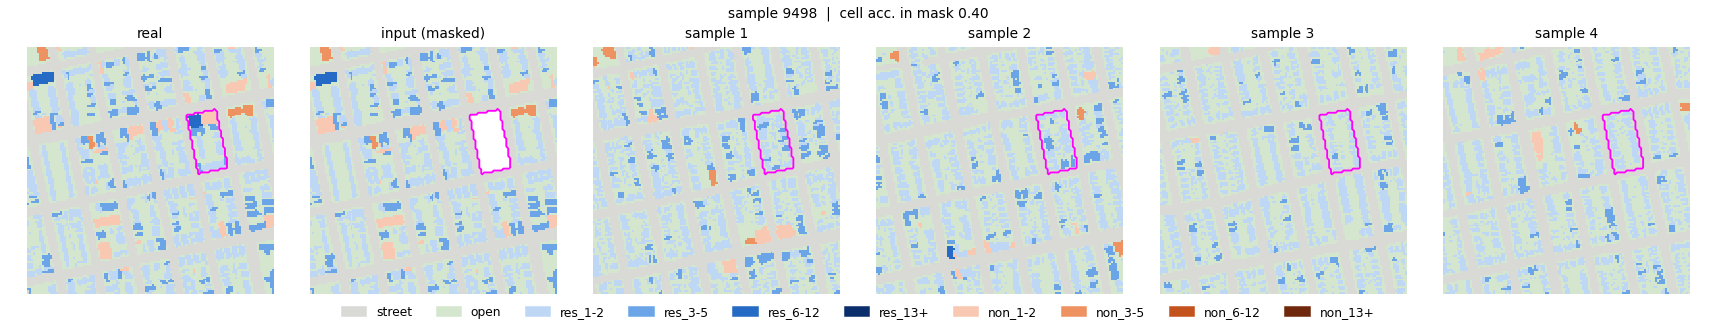 sample 9498  |  cell acc. in mask 0.40
real
input (masked)
sample 1
sample 2
sample 3
sample 4
street
open
res_1-2
res_3-5
res_6-12
res_13+
non_1-2
non_3-5
non_6-12
non_13+